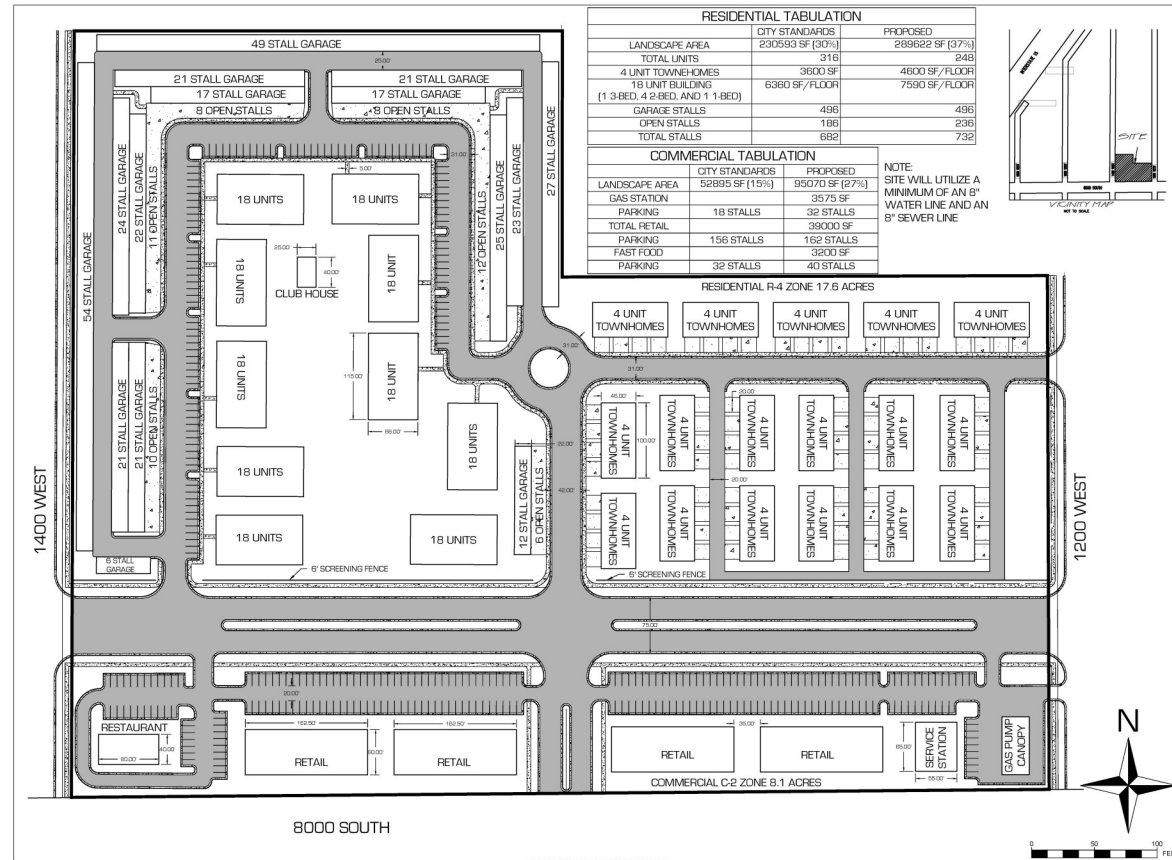 RESIDENTIAL TABULATION
CITY STANDARDS PROPOSED
LANDSCAPE AREA 230593 SF (30%) 289622 SF (37%)
TOTAL UNITS 316 248
4 UNIT TOWNEHOMES 3600 SF 4600 SF/FLOOR
18 UNIT BUILDING 6360 SF/FLOOR 7590 SF/FLOOR
(1 3-BED, 4 2-BED, AND 1 1-BED)
GARAGE STALLS 496 496
OPEN STALLS 186 236
TOTAL STALLS 682 732
COMMERCIAL TABULATION
CITY STANDARDS PROPOSED
LANDSCAPE AREA 52895 SF (15%) 95070 SF (27%)
GAS STATION 3575 SF
PARKING 18 STALLS 32 STALLS
TOTAL RETAIL 39000 SF
PARKING 156 STALLS 162 STALLS
FAST FOOD 3200 SF
PARKING 32 STALLS 40 STALLS
NOTE:
SITE WILL UTILIZE A
MINIMUM OF AN 8"
WATER LINE AND AN
8" SEWER LINE
INTERSTATE 15
SITE
8000 SOUTH
VICINITY MAP
NOT TO SCALE
49 STALL GARAGE
25.00'
21 STALL GARAGE
21 STALL GARAGE
17 STALL GARAGE
17 STALL GARAGE
8 OPEN STALLS
8 OPEN STALLS
54 STALL GARAGE
24 STALL GARAGE
22 STALL GARAGE
11 OPEN STALLS
31.00'
5.00'
12 OPEN STALLS
25 STALL GARAGE
23 STALL GARAGE
27 STALL GARAGE
18 UNITS
18 UNITS
18 UNITS
25.00'
40.00'
CLUB HOUSE
18 UNIT
RESIDENTIAL R-4 ZONE 17.6 ACRES
4 UNIT
TOWNHOMES
4 UNIT
TOWNHOMES
4 UNIT
TOWNHOMES
4 UNIT
TOWNHOMES
4 UNIT
TOWNHOMES
21 STALL GARAGE
21 STALL GARAGE
10 OPEN STALLS
18 UNITS
115.00'
18 UNIT
66.00'
31.00'
31.00'
18 UNITS
18 UNITS
12 STALL GARAGE
6 OPEN STALLS
22.00'
46.00'
46.00'
100.00'
20.00'
20.00'
4 UNIT
TOWNHOMES
4 UNIT
TOWNHOMES
4 UNIT
TOWNHOMES
4 UNIT
TOWNHOMES
4 UNIT
TOWNHOMES
4 UNIT
TOWNHOMES
4 UNIT
TOWNHOMES
4 UNIT
TOWNHOMES
4 UNIT
TOWNHOMES
4 UNIT
TOWNHOMES
4 UNIT
TOWNHOMES
4 UNIT
TOWNHOMES
1400 WEST
1200 WEST
18 UNITS
18 UNITS
6 STALL
GARAGE
6' SCREENING FENCE
6' SCREENING FENCE
75.00'
20.00'
RESTAURANT
40.00'
80.00'
162.50'
162.50'
60.00'
RETAIL
RETAIL
35.00'
RETAIL
RETAIL
65.00'
SERVICE
STATION
55.00'
GAS PUMP
CANOPY
COMMERCIAL C-2 ZONE 8.1 ACRES
8000 SOUTH
N
0 50 100